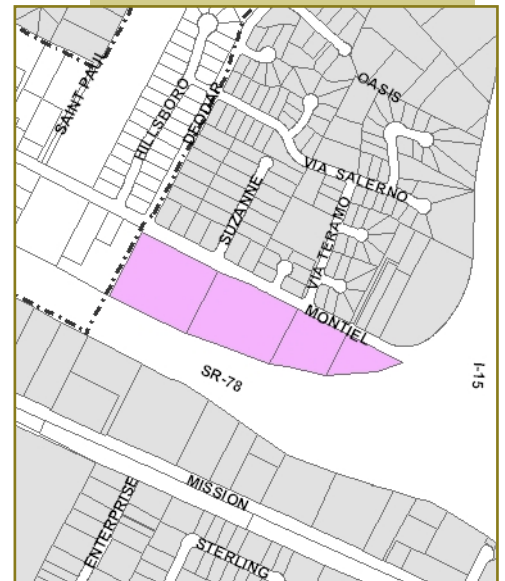 SAINT PAUL
HILLSBORO
DEODAR
OASIS
VIA SALERNO
SUZANNE
VIA TERAMO
MONTIEL
SR-78
I-15
MISSION
ENTERPRISE
STERLING